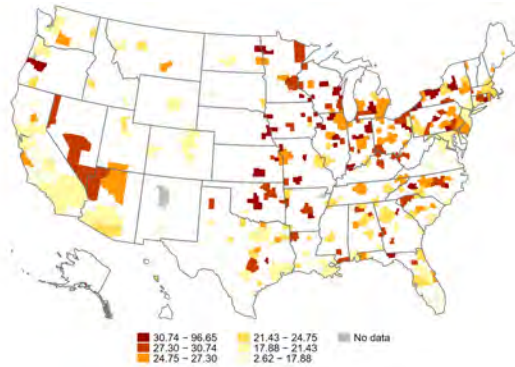 30.74 − 96.65
27.30 − 30.74
24.75 − 27.30
21.43 − 24.75
17.88 − 21.43
2.62 − 17.88
No data